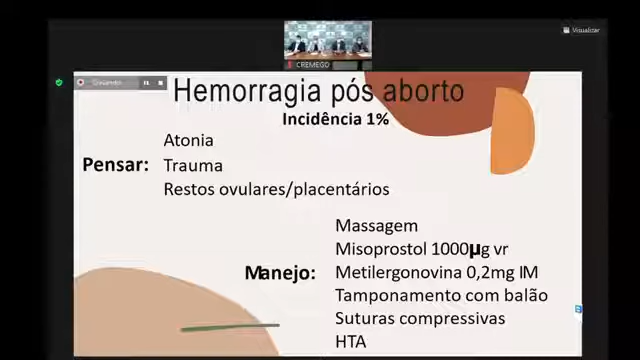 Visualizar
CREMEGO
Gravando
Hemorragia pós aborto
Incidência 1%
Atonia
Pensar: Trauma
Restos ovulares/placentários
Massagem
Misoprostol 1000µg vr
Manejo: Metilergonovina 0,2mg IM
Tamponamento com balão
Suturas compressivas
HTA